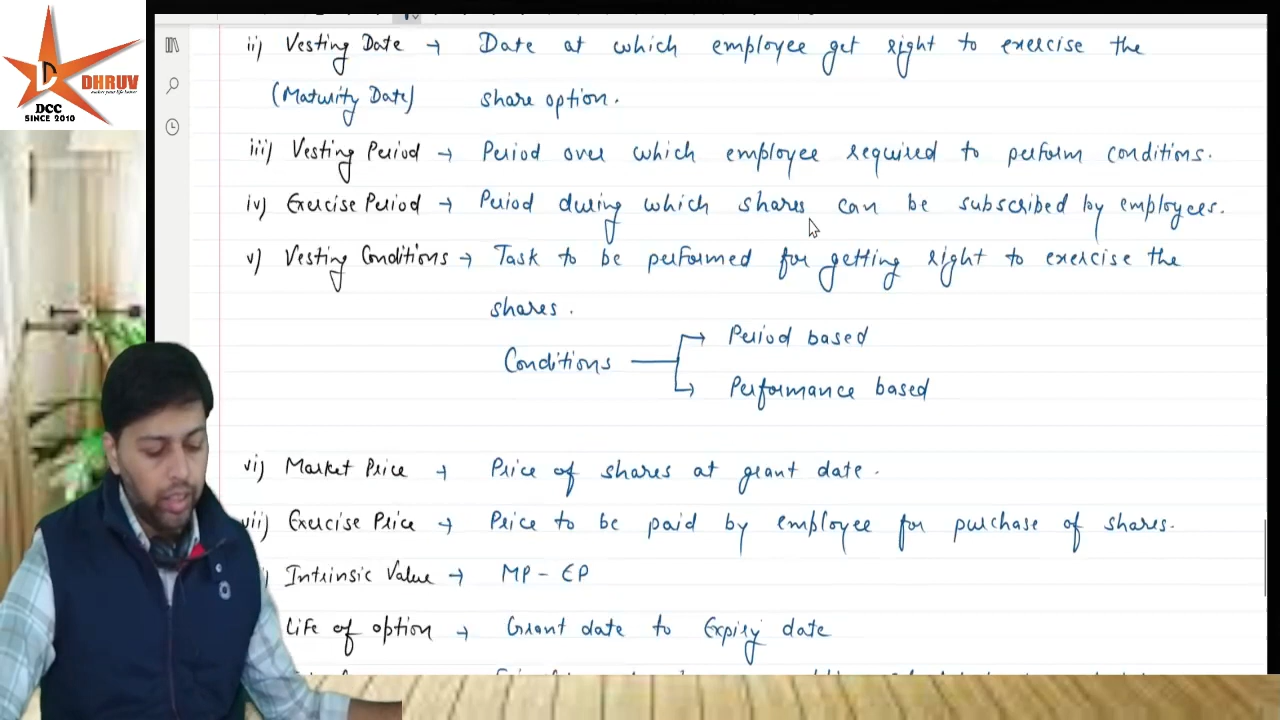 DHRUV
DCC
SINCE 2010
ii) Vesting Date → Date at which employee get right to exercise the
(Maturity Date) share option.
iii) Vesting Period → Period over which employee required to perform conditions.
iv) Exercise Period → Period during which shares can be subscribed by employees.
v) Vesting Conditions → Task to be performed for getting right to exercise the
shares.
Conditions → Period based
→ Performance based
vi) Market Price → Price of shares at grant date.
vii) Exercise Price → Price to be paid by employee for purchase of shares.
Intrinsic Value → MP - EP
Life of option → Grant date to Expiry date